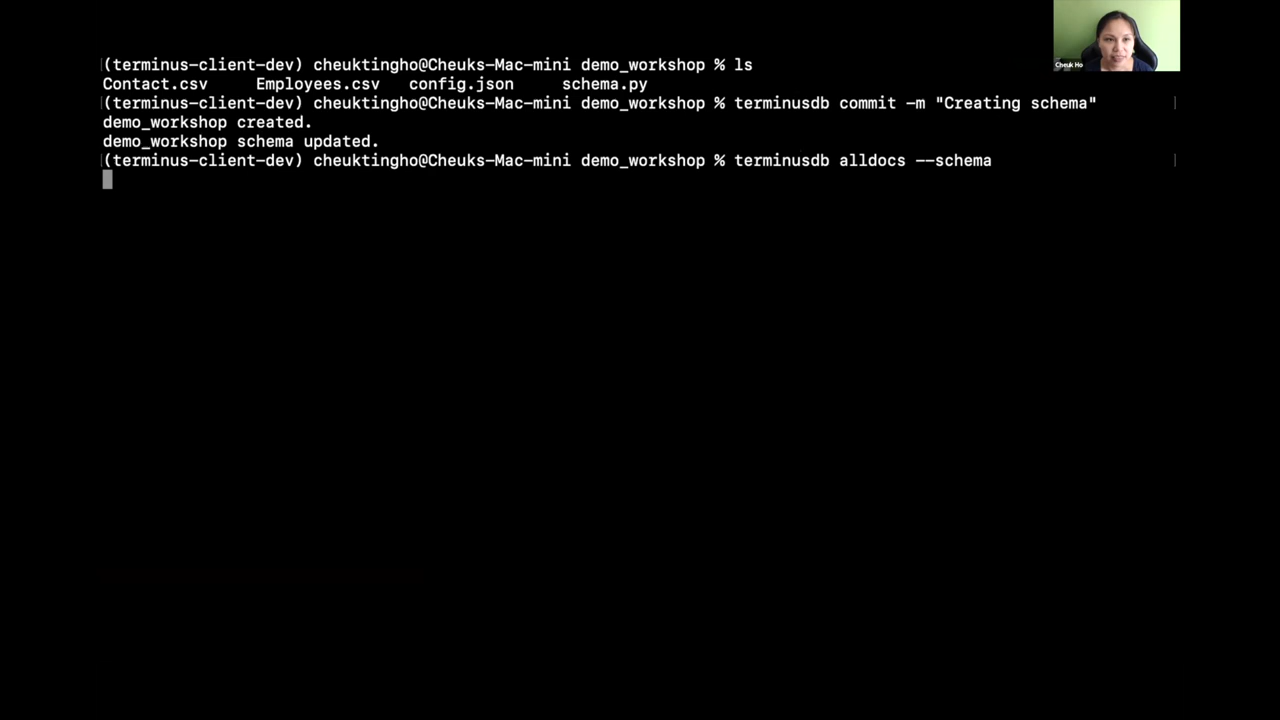 (terminus-client-dev) cheuktingho@Cheuks-Mac-mini demo_workshop % ls
Contact.csv Employees.csv config.json schema.py
(terminus-client-dev) cheuktingho@Cheuks-Mac-mini demo_workshop % terminusdb commit -m "Creating schema"
demo_workshop created.
demo_workshop schema updated.
(terminus-client-dev) cheuktingho@Cheuks-Mac-mini demo_workshop % terminusdb alldocs --schema
Cheuk Ho